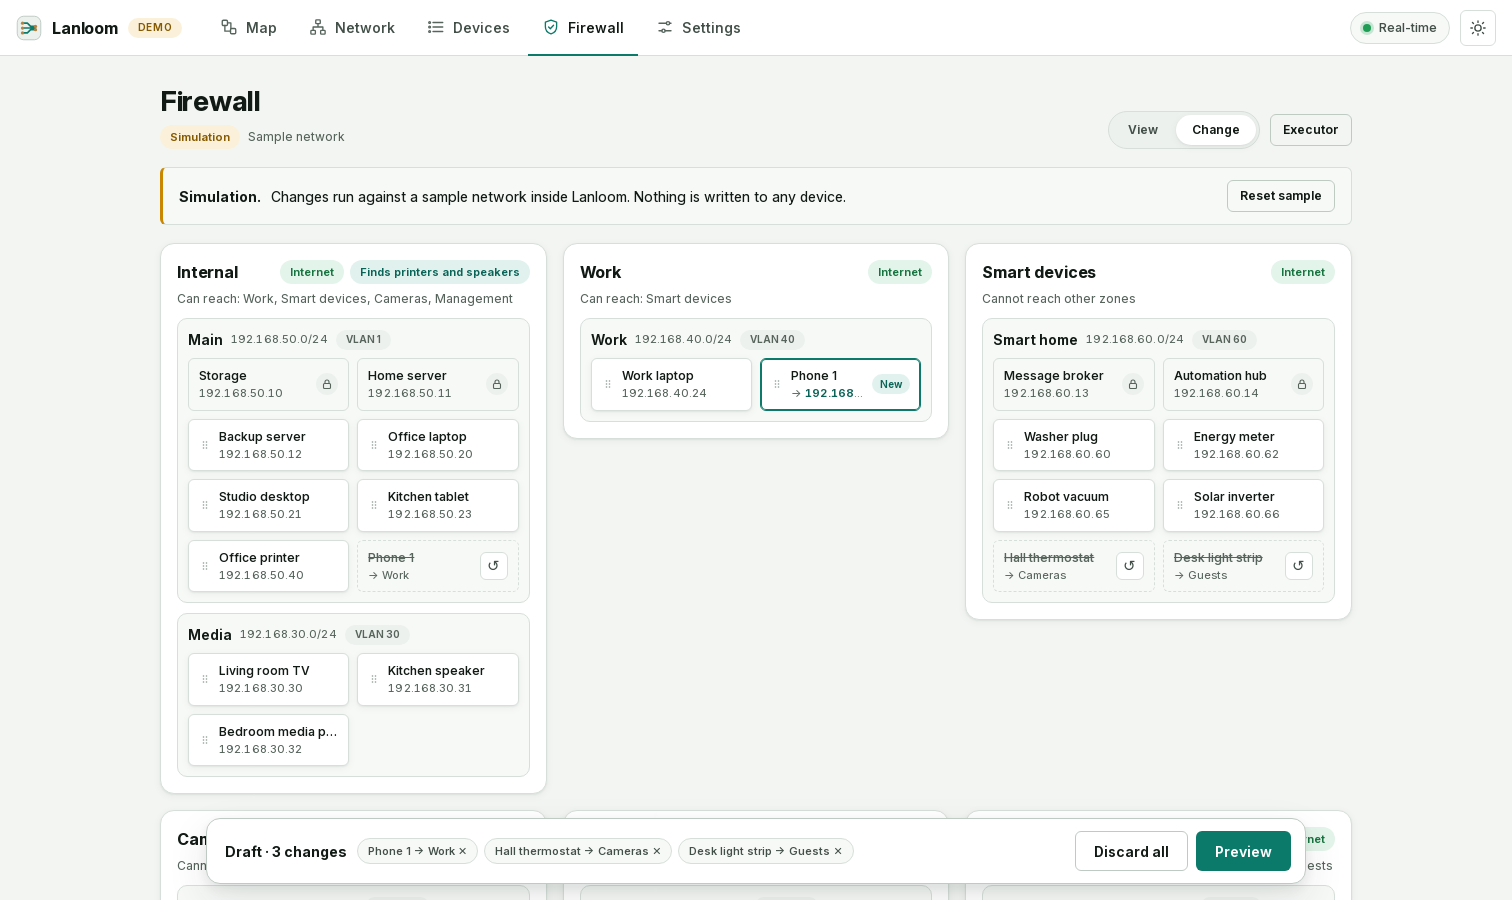 Lanloom DEMO Map Network Devices Firewall Settings Real-time
Firewall
Simulation Sample network
View Change Executor
Simulation. Changes run against a sample network inside Lanloom. Nothing is written to any device. Reset sample
Internal Internet Finds printers and speakers
Can reach: Work, Smart devices, Cameras, Management
Main 192.168.50.0/24 VLAN 1
Storage
192.168.50.10
Home server
192.168.50.11
Backup server
192.168.50.12
Office laptop
192.168.50.20
Studio desktop
192.168.50.21
Kitchen tablet
192.168.50.23
Office printer
192.168.50.40
Phone 1
→ Work
Media 192.168.30.0/24 VLAN 30
Living room TV
192.168.30.30
Kitchen speaker
192.168.30.31
Bedroom media p...
192.168.30.32
Work Internet
Can reach: Smart devices
Work 192.168.40.0/24 VLAN 40
Work laptop
192.168.40.24
Phone 1
→ 192.168... New
Smart devices Internet
Cannot reach other zones
Smart home 192.168.60.0/24 VLAN 60
Message broker
192.168.60.13
Automation hub
192.168.60.14
Washer plug
192.168.60.60
Energy meter
192.168.60.62
Robot vacuum
192.168.60.65
Solar inverter
192.168.60.66
Hall thermostat
→ Cameras
Desk light strip
→ Guests
Draft · 3 changes Phone 1 → Work × Hall thermostat → Cameras × Desk light strip → Guests × Discard all Preview